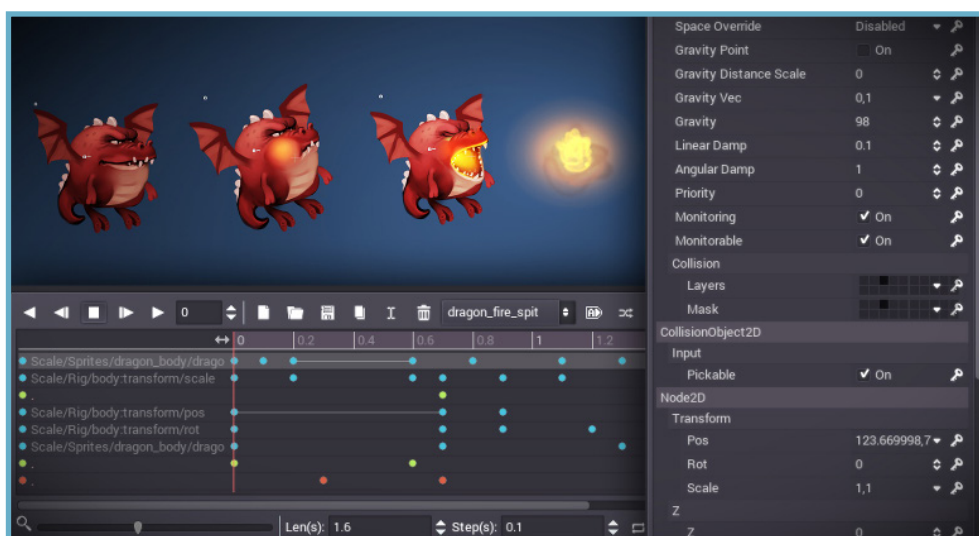 Space Override Disabled
Gravity Point On
Gravity Distance Scale 0
Gravity Vec 0,1
Gravity 98
Linear Damp 0.1
Angular Damp 1
Priority 0
Monitoring On
Monitorable On
Collision
Layers
Mask
CollisionObject2D
Input
Pickable On
Node2D
Transform
Pos 123.669998,7
Rot 0
Scale 1,1
Z
Z 0
0 dragon_fire_spit
0 0.2 0.4 0.6 0.8 1 1.2
Scale/Sprites/dragon_body/drago
Scale/Rig/body:transform/scale
.
Scale/Rig/body:transform/pos
Scale/Rig/body:transform/rot
Scale/Sprites/dragon_body/drago
.
.
Len(s): 1.6 Step(s): 0.1